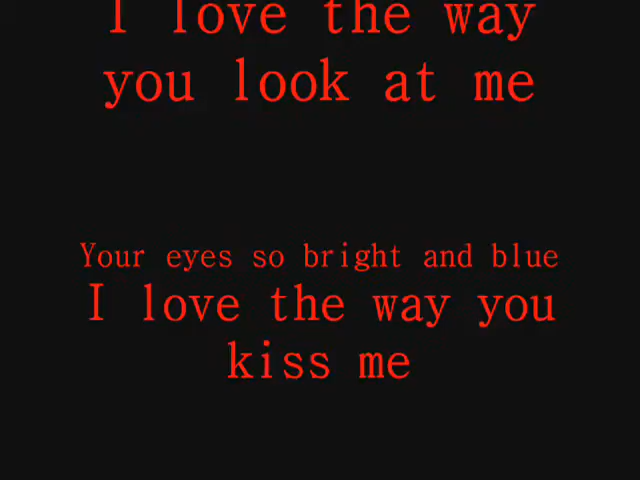 I love the way
you look at me
Your eyes so bright and blue
I love the way you
kiss me